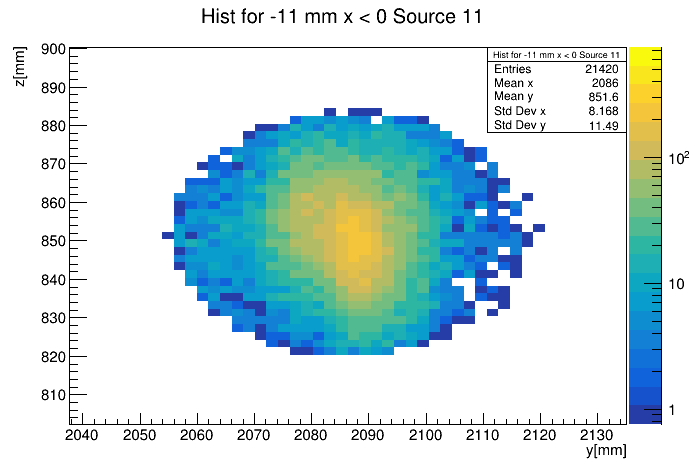 Hist for -11 mm x < 0 Source 11
z[mm]
Hist for -11 mm x < 0 Source 11
Entries 21420
Mean x 2086
Mean y 851.6
Std Dev x 8.168
Std Dev y 11.49
900
890
880
870
860
850
840
830
820
810
10²
10
1
2040 2050 2060 2070 2080 2090 2100 2110 2120 2130
y[mm]